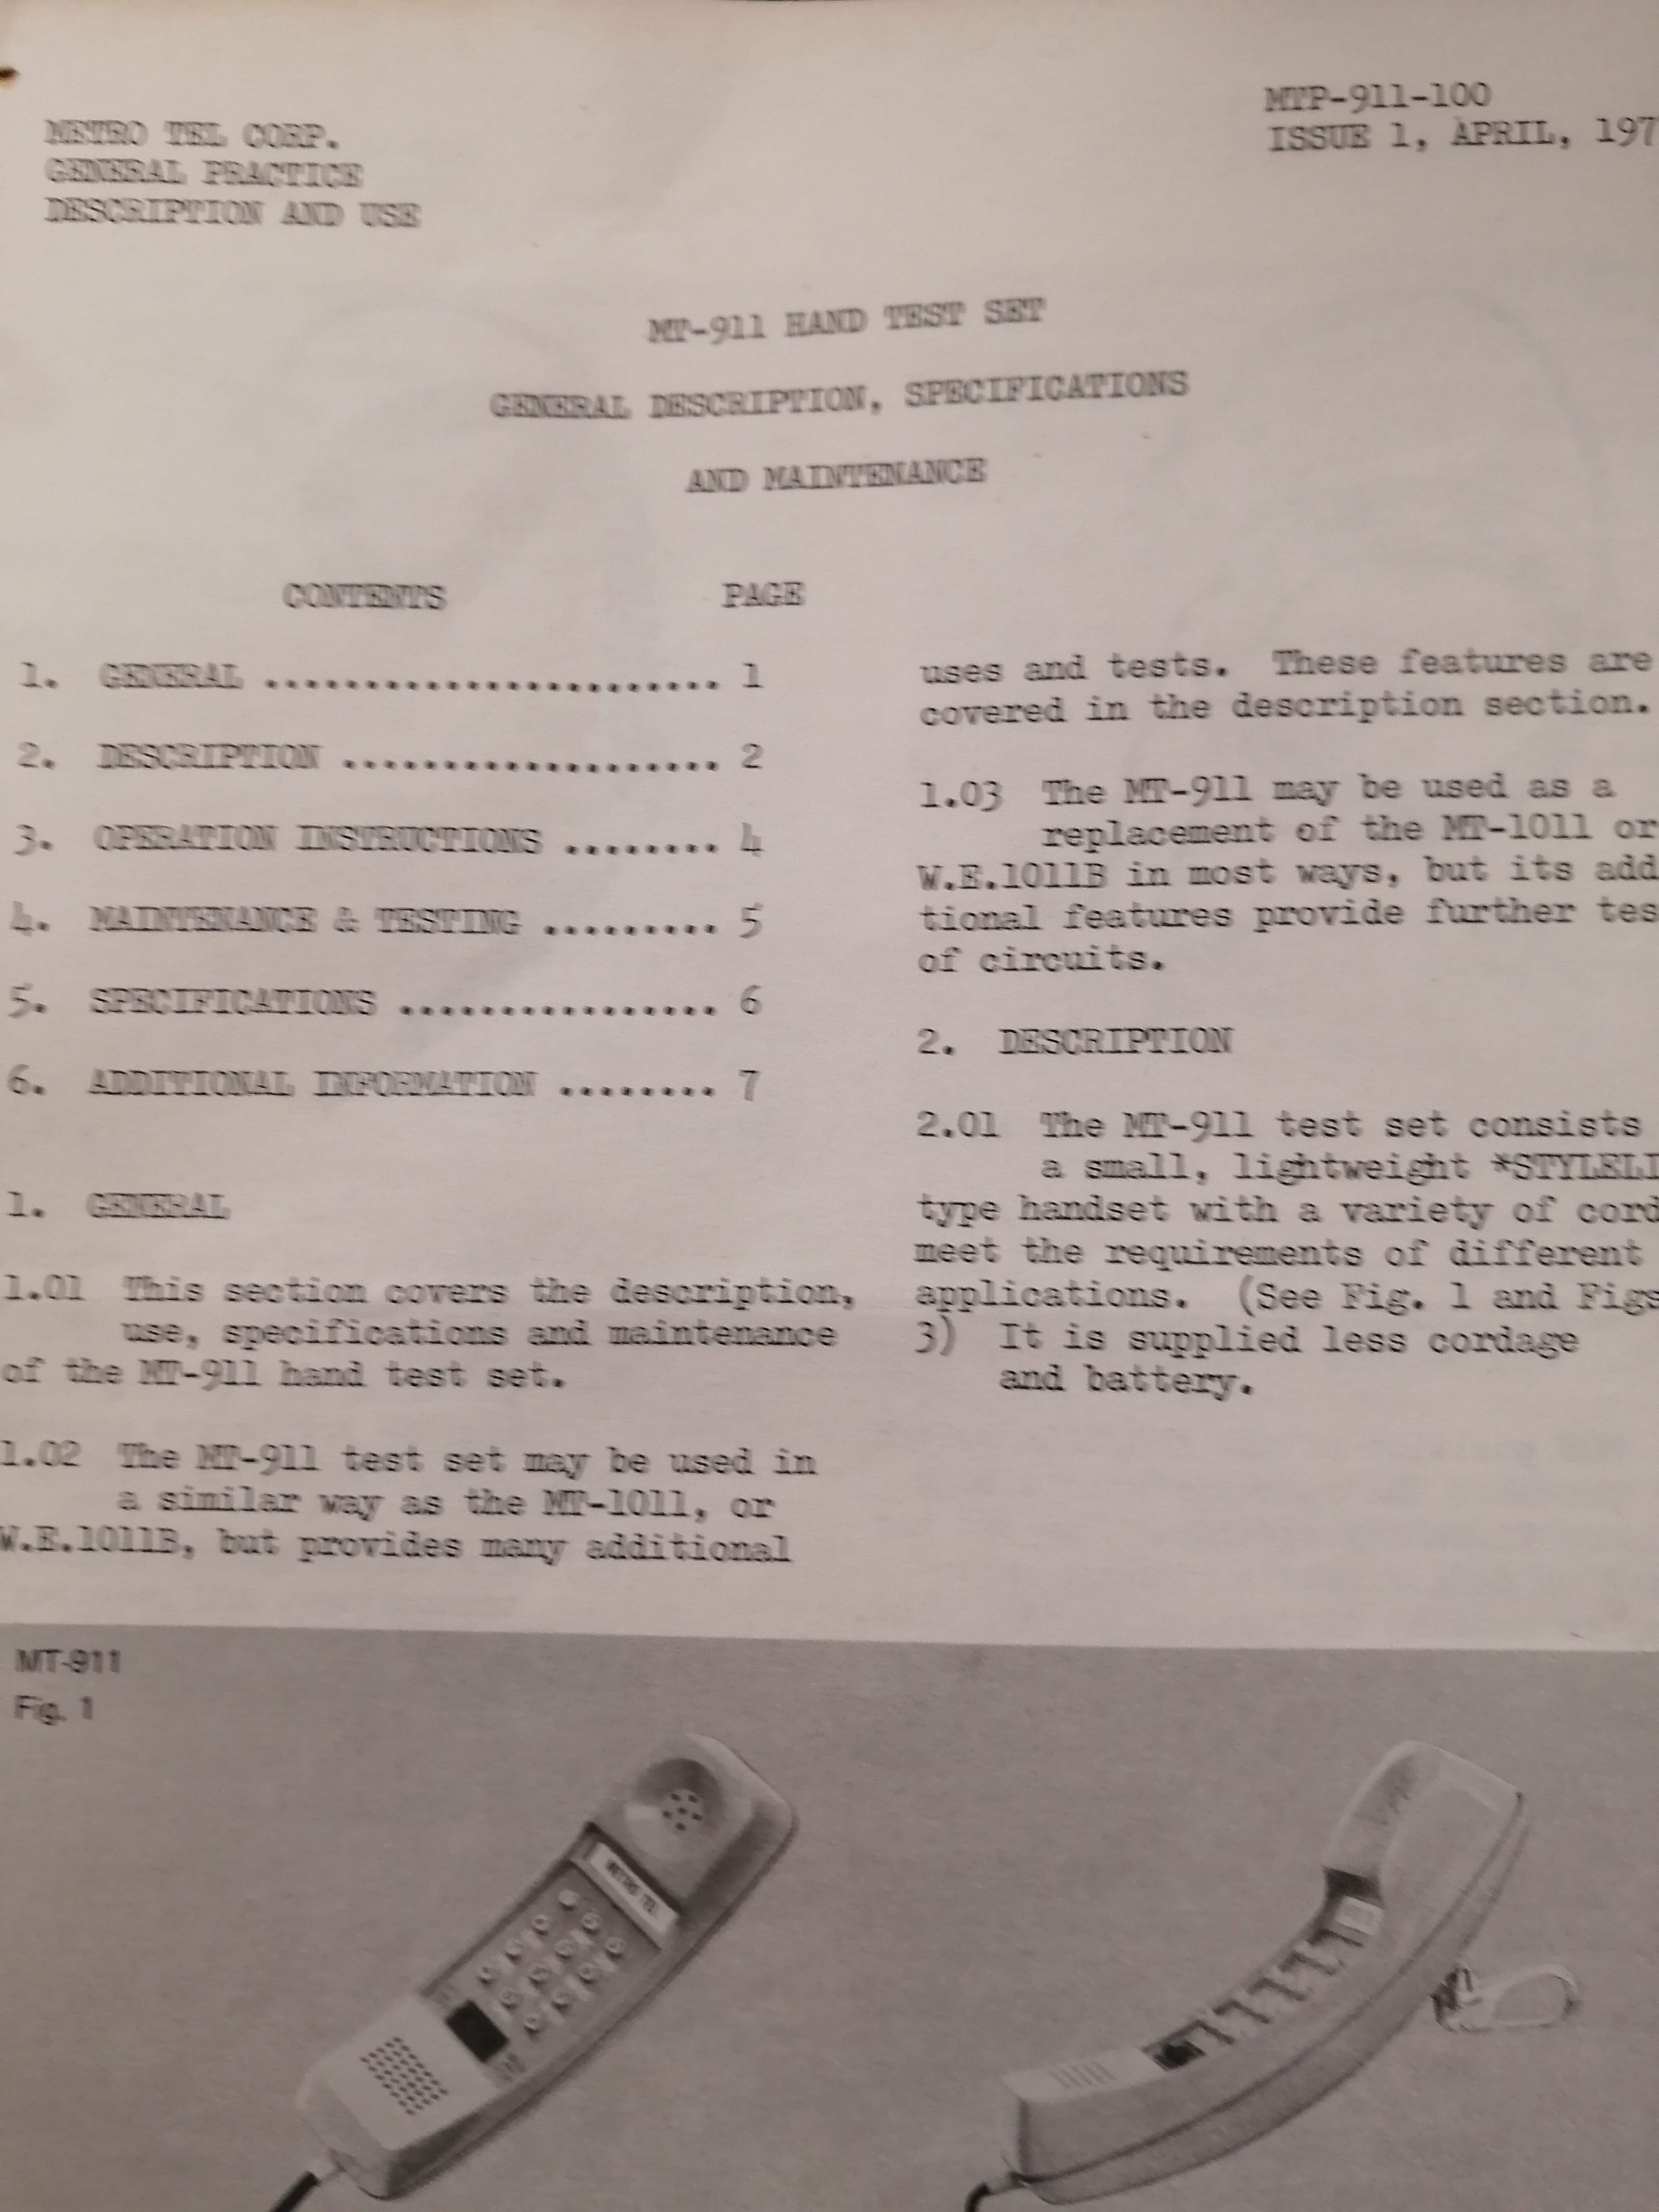 METRO TEL CORP.
GENERAL PRACTICE
DESCRIPTION AND USE
MTP-911-100
ISSUE 1, APRIL, 197
MT-911 HAND TEST SET
GENERAL DESCRIPTION, SPECIFICATIONS
AND MAINTENANCE
CONTENTS PAGE
1. GENERAL ....................... 1
2. DESCRIPTION ................... 2
3. OPERATION INSTRUCTIONS ........ 4
4. MAINTENANCE & TESTING ......... 5
5. SPECIFICATIONS ................ 6
6. ADDITIONAL INFORMATION ........ 7
1. GENERAL
1.01 This section covers the description,
use, specifications and maintenance
of the MT-911 hand test set.
1.02 The MT-911 test set may be used in
a similar way as the MT-1011, or
W.E.1011B, but provides many additional
uses and tests. These features are
covered in the description section.
1.03 The MT-911 may be used as a
replacement of the MT-1011 or
W.E.1011B in most ways, but its add
tional features provide further tes
of circuits.
2. DESCRIPTION
2.01 The MT-911 test set consists
a small, lightweight *STYLELI
type handset with a variety of cord
meet the requirements of different
applications. (See Fig. 1 and Figs
3) It is supplied less cordage
and battery.
MT-911
Fig. 1
METRO TEL